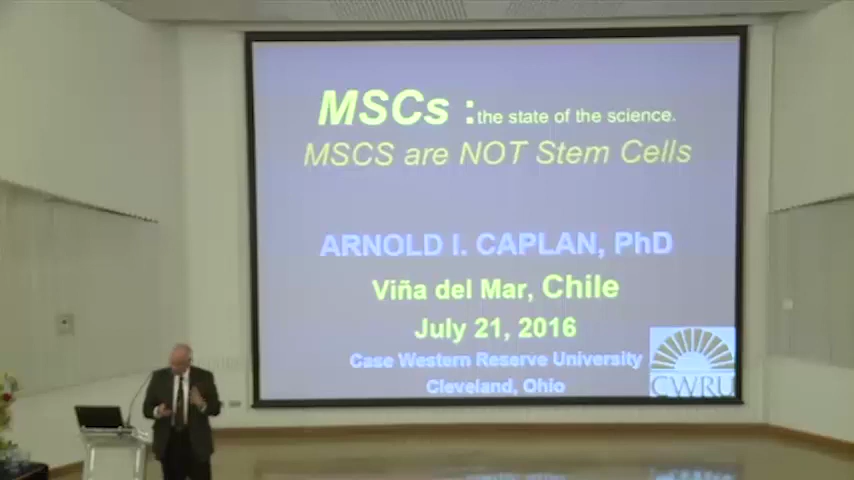 MSCs : the state of the science.
MSCS are NOT Stem Cells
ARNOLD I. CAPLAN, PhD
Viña del Mar, Chile
July 21, 2016
Case Western Reserve University
Cleveland, Ohio
CWRU